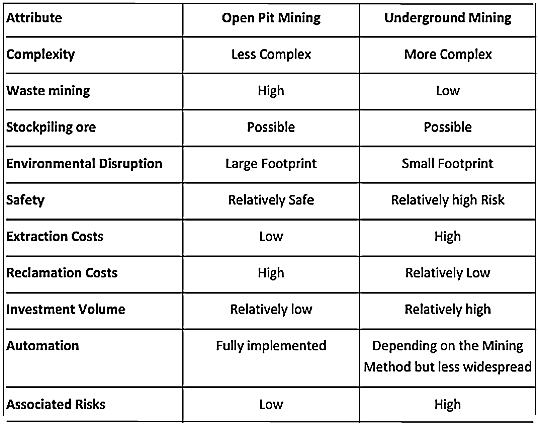 Attribute Open Pit Mining Underground Mining
Complexity Less Complex More Complex
Waste mining High Low
Stockpiling ore Possible Possible
Environmental Disruption Large Footprint Small Footprint
Safety Relatively Safe Relatively high Risk
Extraction Costs Low High
Reclamation Costs High Relatively Low
Investment Volume Relatively low Relatively high
Automation Fully implemented Depending on the Mining
Method but less widespread
Associated Risks Low High